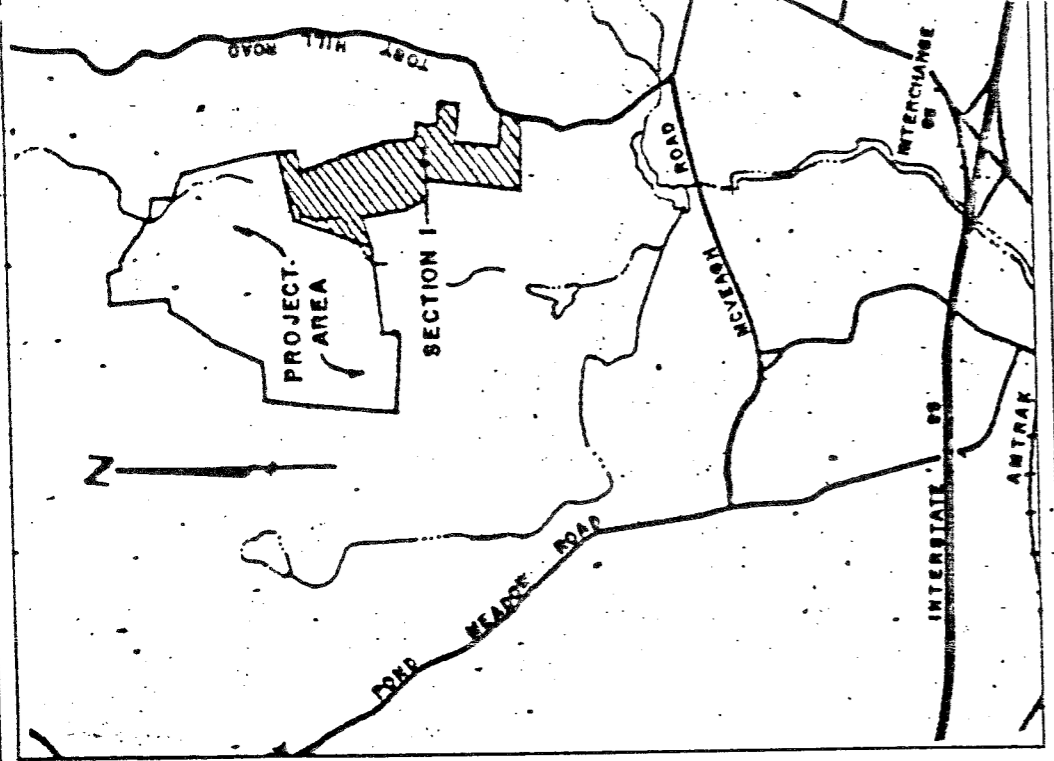 TOBY HILL ROAD
INTERCHANGE
ROAD
MCVEAGH
PROJECT
AREA
SECTION I
N
POND MEADOW ROAD
INTERSTATE
AMTRAK